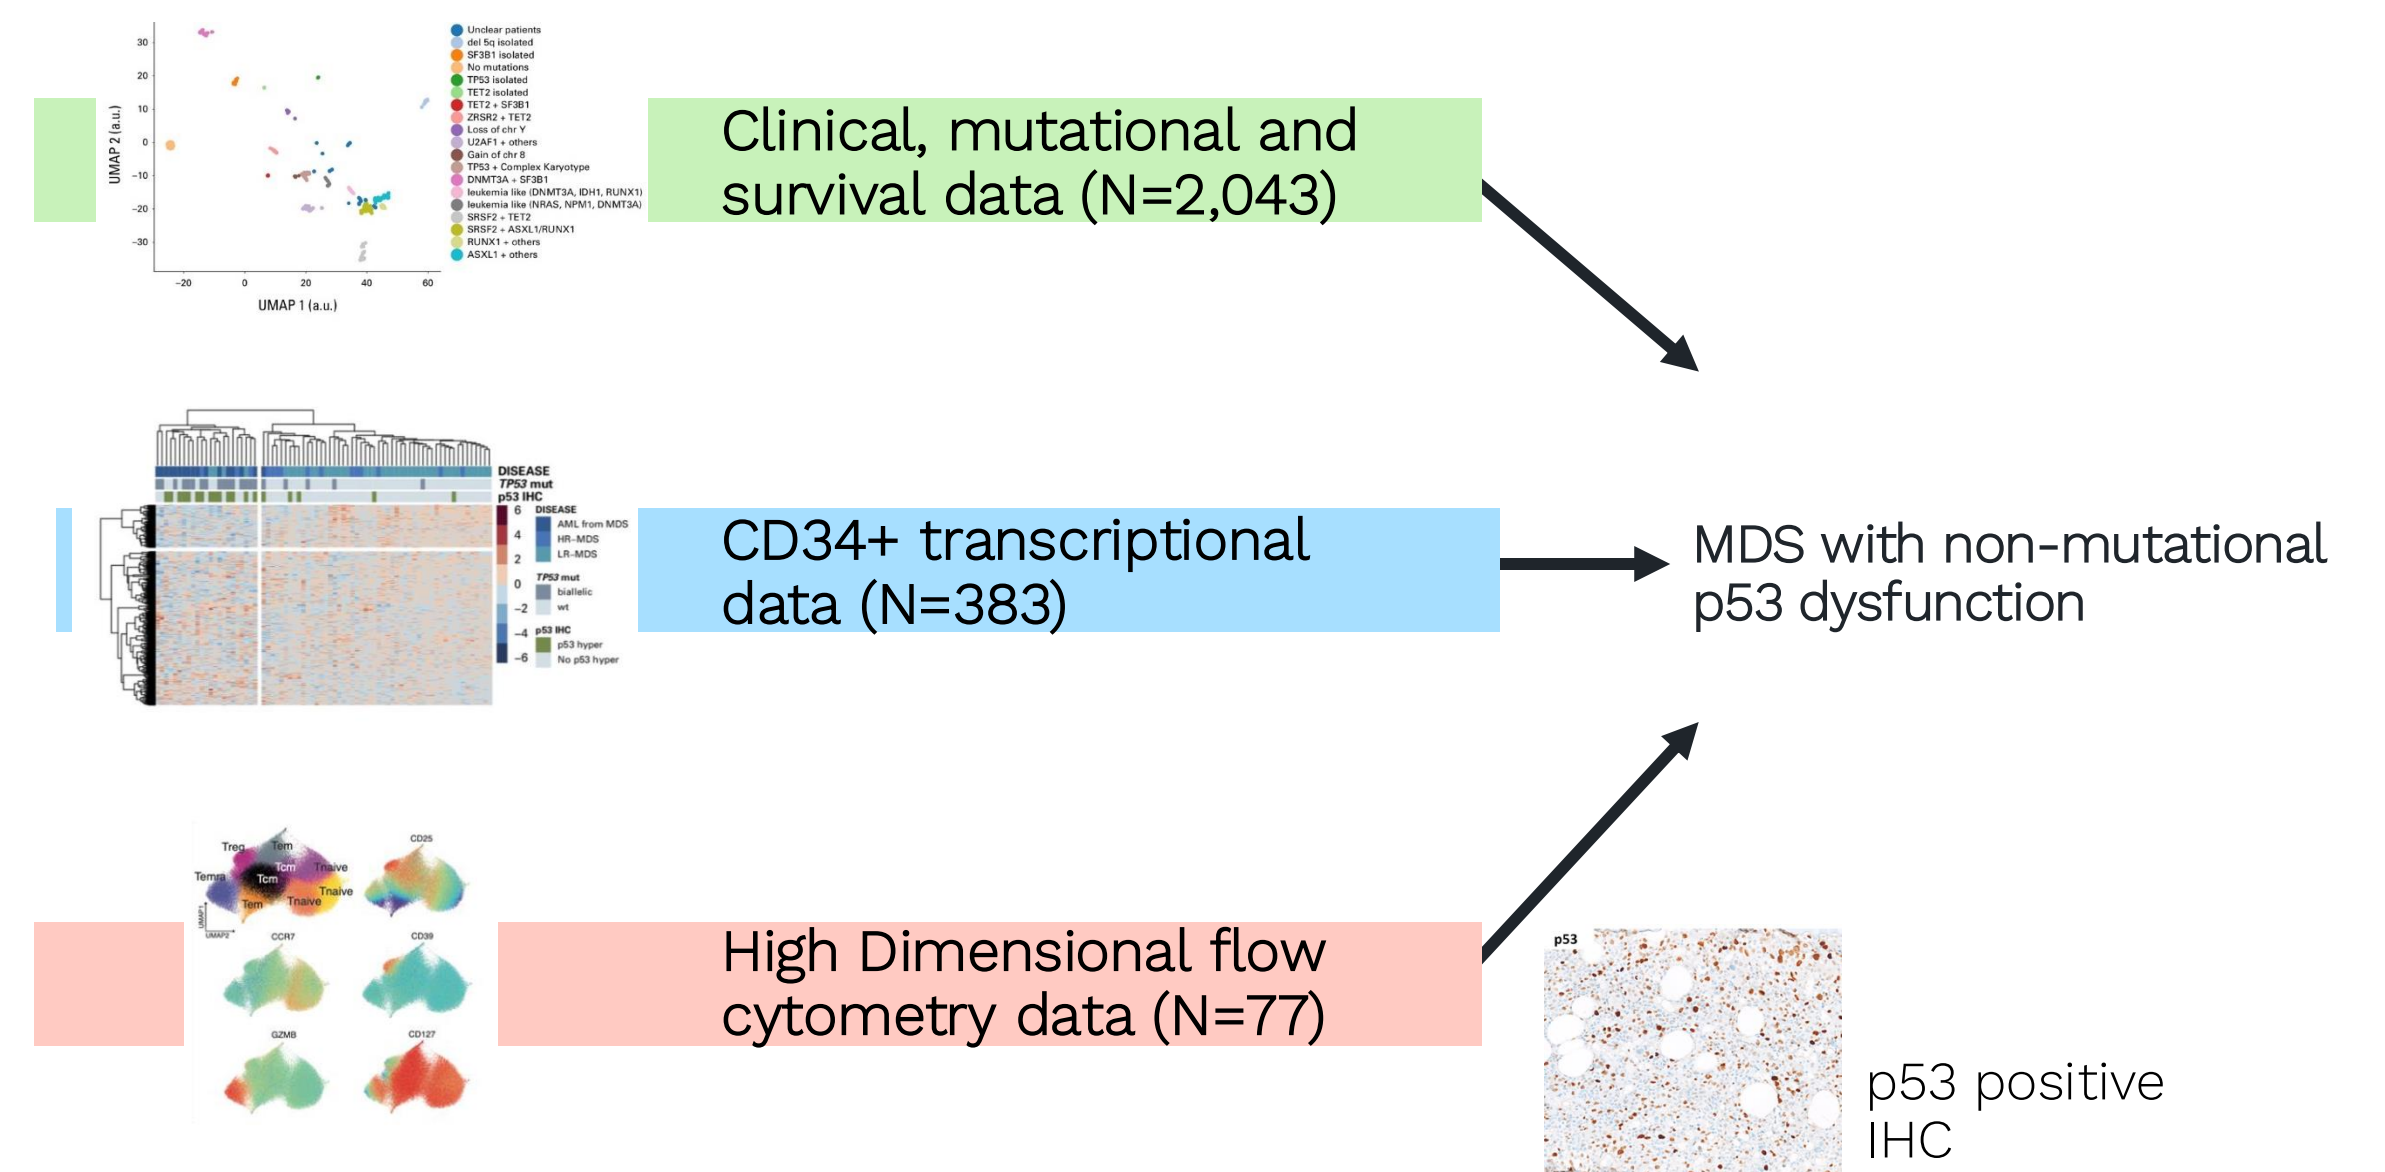 30
20
10
0
−10
−20
−30
UMAP 2 (a.u.)
−20
0
20
40
60
UMAP 1 (a.u.)
Unclear patients
del 5q isolated
SF3B1 isolated
No mutations
TP53 isolated
TET2 isolated
TET2 + SF3B1
ZRSR2 + TET2
Loss of chr Y
U2AF1 + others
Gain of chr 8
TP53 + Complex Karyotype
DNMT3A + SF3B1
leukemia like (DNMT3A, IDH1, RUNX1)
leukemia like (NRAS, NPM1, DNMT3A)
SRSF2 + TET2
SRSF2 + ASXL1/RUNX1
RUNX1 + others
ASXL1 + others
Clinical, mutational and
survival data (N=2,043)
DISEASE
TP53 mut
p53 IHC
6
4
2
0
−2
−4
−6
DISEASE
AML from MDS
HR−MDS
LR−MDS
TP53 mut
biallelic
wt
p53 IHC
p53 hyper
No p53 hyper
CD34+ transcriptional
data (N=383)
MDS with non-mutational
p53 dysfunction
Treg
Tem
Tcm
Tnaive
Temra
Tcm
Tnaive
Tem
Tnaive
UMAP1
UMAP2
CD25
CCR7
CD39
GZMB
CD127
High Dimensional flow
cytometry data (N=77)
p53
p53 positive
IHC